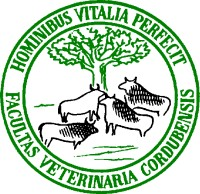 HOMINIBUS VITALIA PERFECIT
FACULTAS VETERINARIA CORDUBENSIS